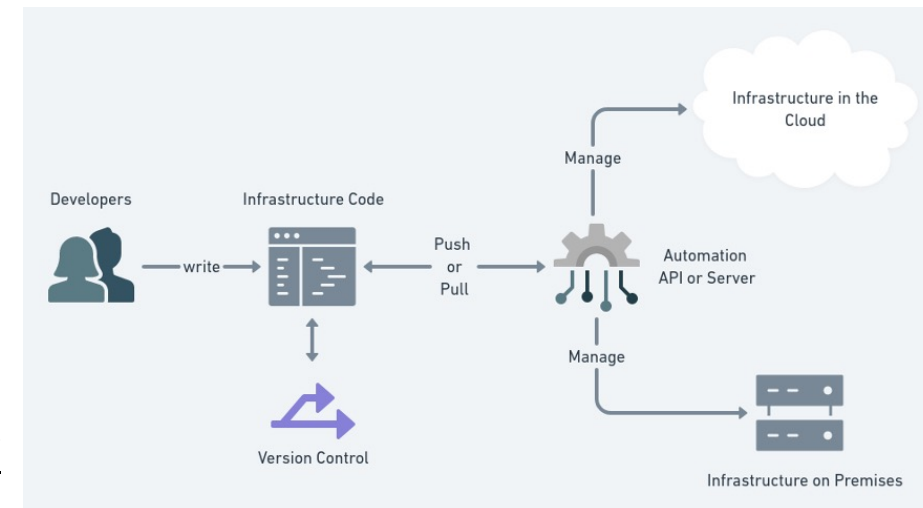 Infrastructure in the
Cloud
Manage
Developers
Infrastructure Code
write
Push
or
Pull
Automation
API or Server
Manage
Version Control
Infrastructure on Premises